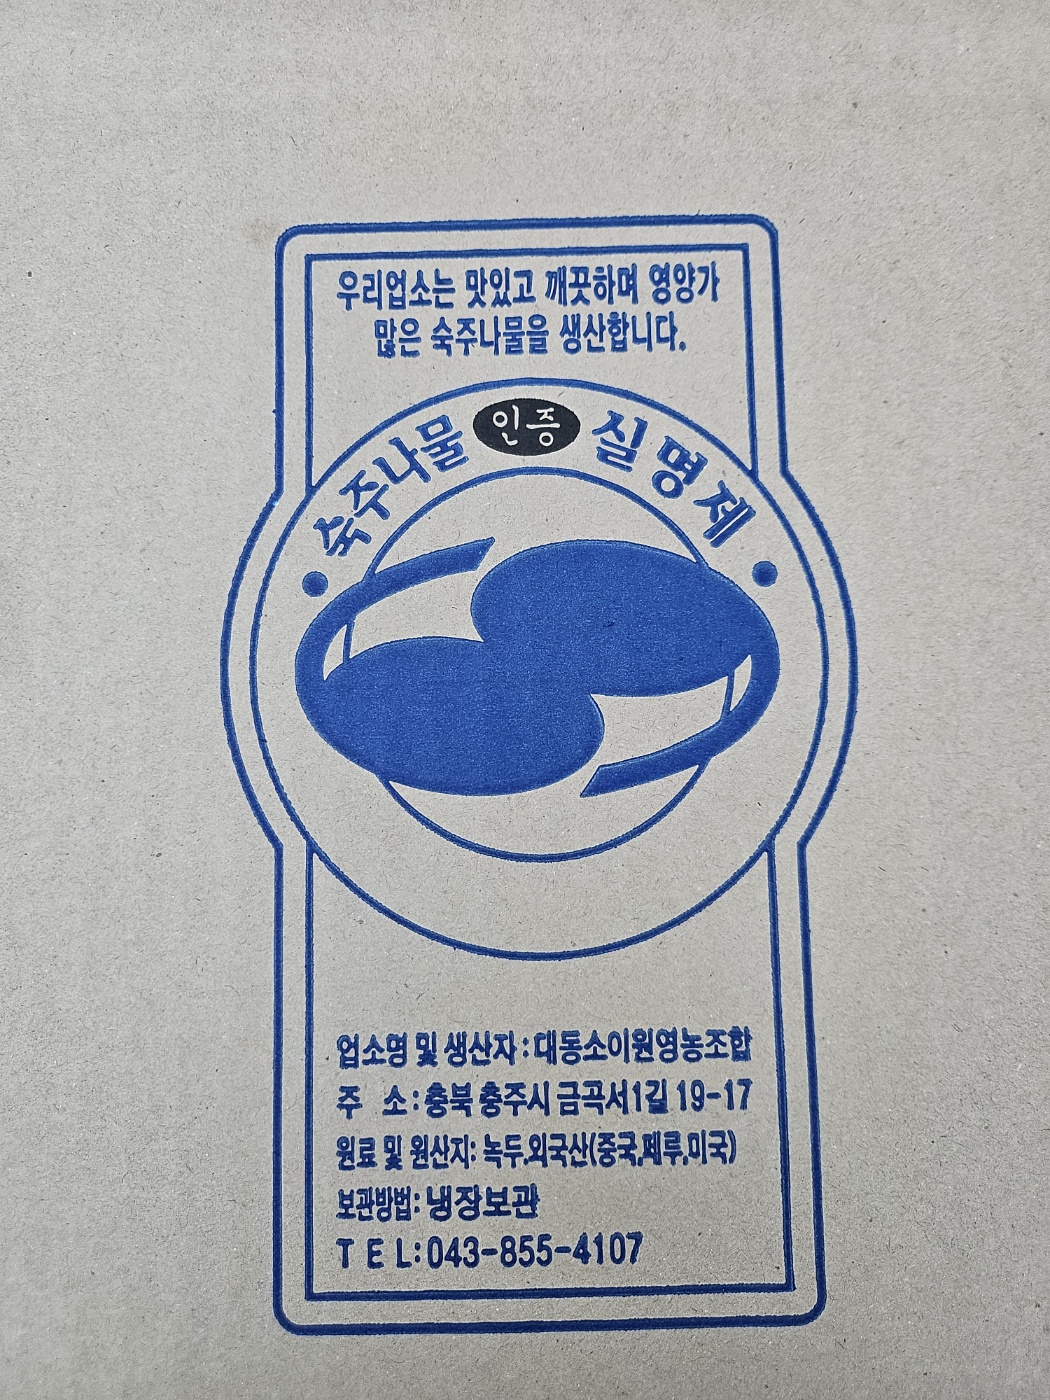 우리업소는 맛있고 깨끗하며 영양가
많은 숙주나물을 생산합니다.
숙주나물 인증 실명제
업소명 및 생산자 : 대동소이원영농조합
주 소 : 충북 충주시 금곡서1길 19-17
원료 및 원산지: 녹두.외국산(중국,페루,미국)
보관방법: 냉장보관
T E L: 043-855-4107